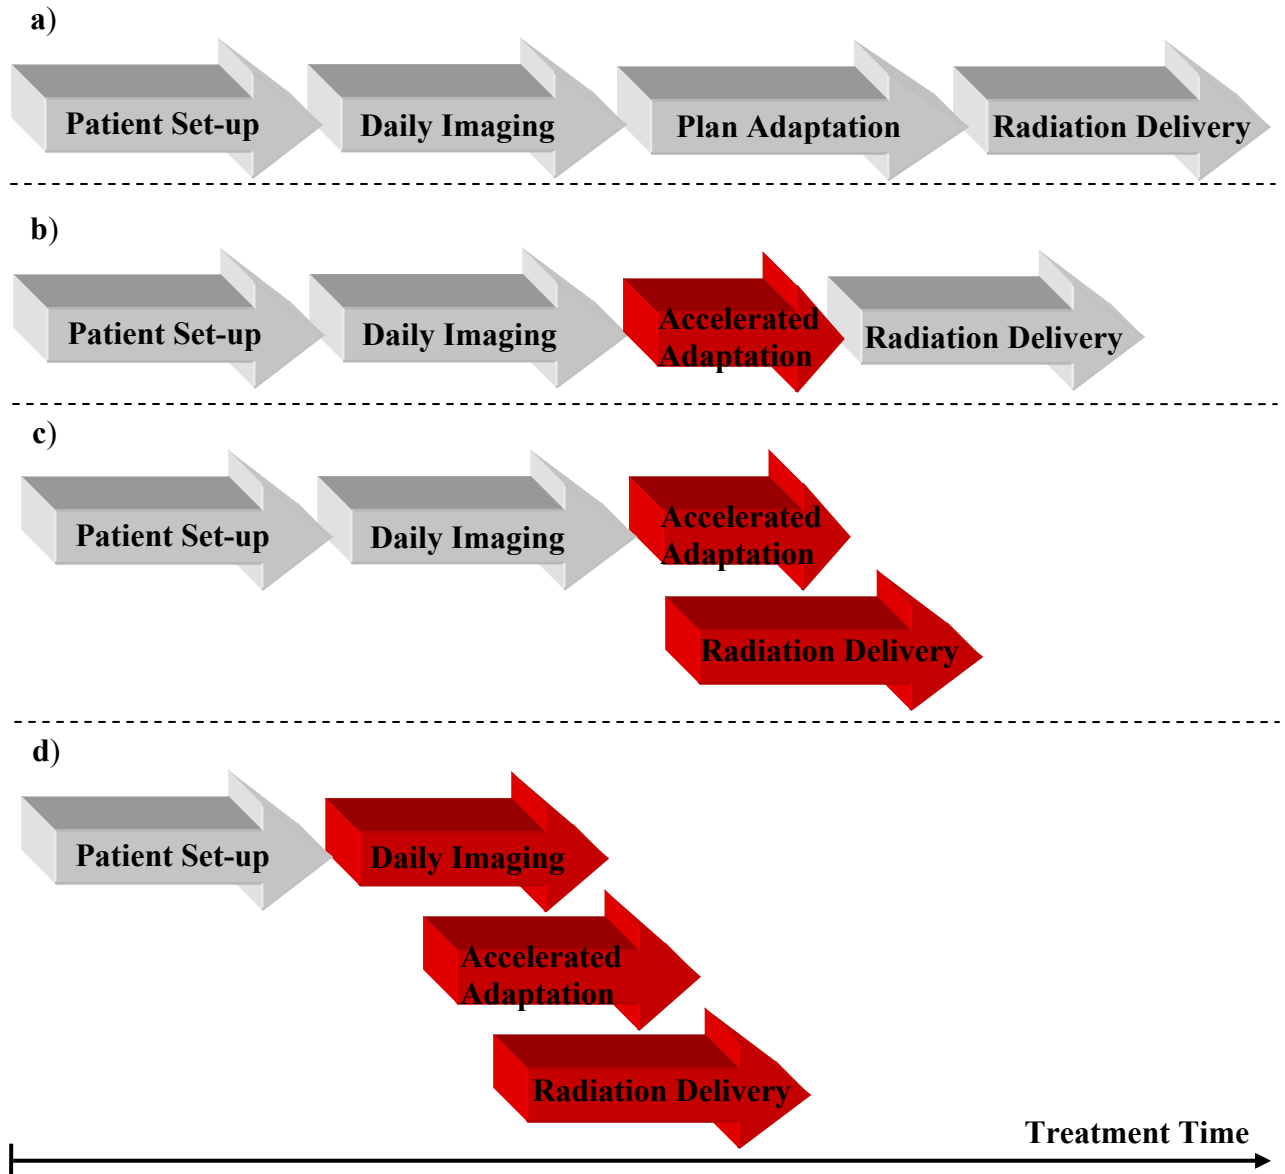 a)
Patient Set-up
Daily Imaging
Plan Adaptation
Radiation Delivery
b)
Patient Set-up
Daily Imaging
Accelerated
Adaptation
Radiation Delivery
c)
Patient Set-up
Daily Imaging
Accelerated
Adaptation
Radiation Delivery
d)
Patient Set-up
Daily Imaging
Accelerated
Adaptation
Radiation Delivery
Treatment Time